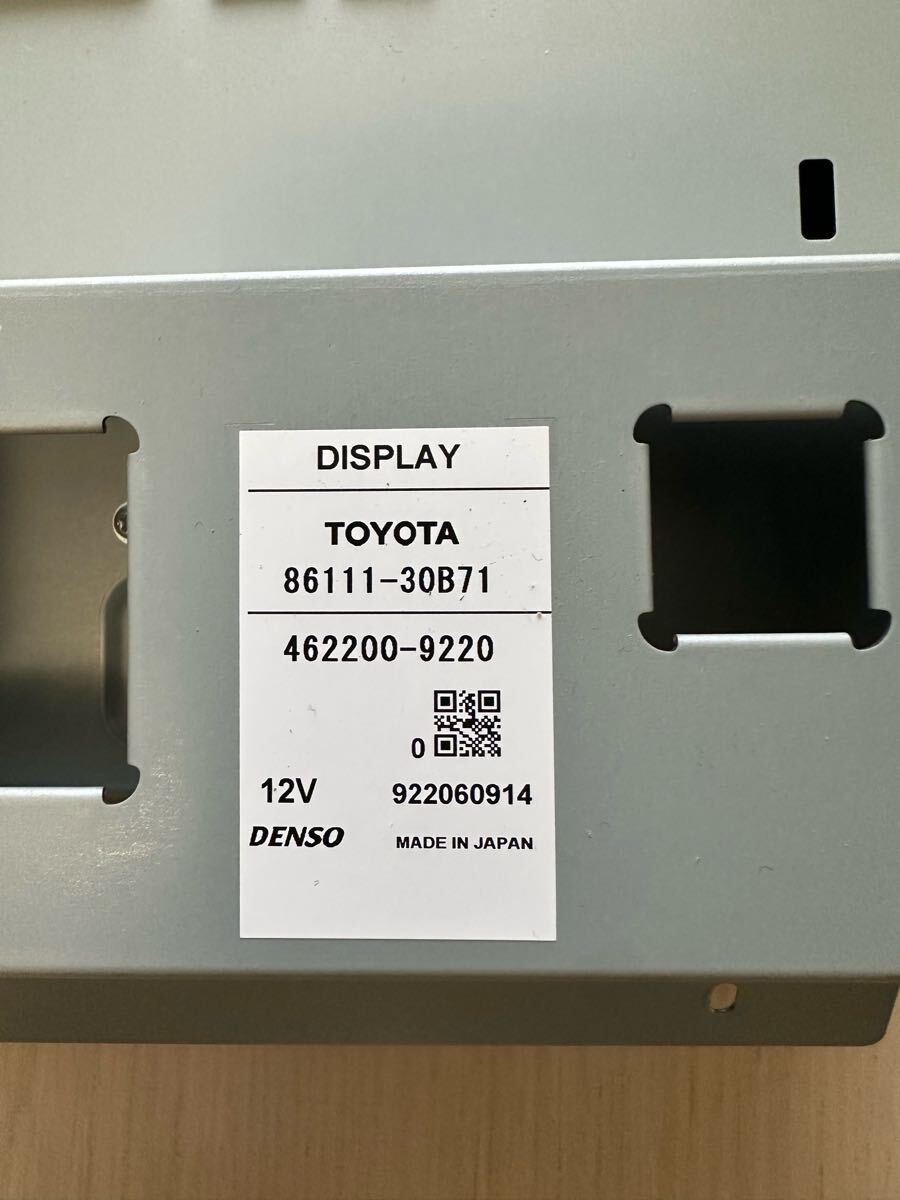 DISPLAY
TOYOTA
86111-30B71
462200-9220
0
12V 922060914
DENSO MADE IN JAPAN